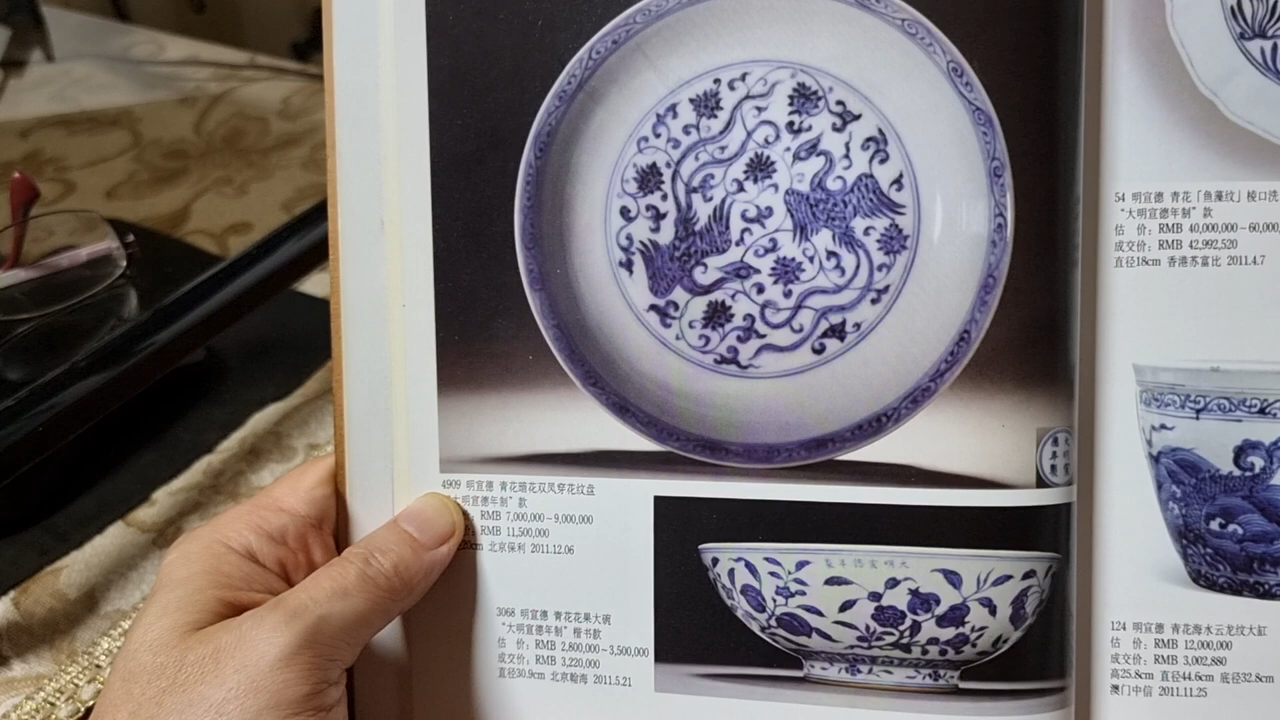 4909 明宣德 青花暗花双凤穿花纹盘
大明宣德年制”款
RMB 7,000,000~9,000,000
RMB 11,500,000
20cm 北京保利 2011.12.06
3068 明宣德 青花花果大碗
“大明宣德年制”楷书款
估 价: RMB 2,800,000~3,500,000
成交价: RMB 3,220,000
直径30.9cm 北京翰海 2011.5.21
製年德宣明大
54 明宣德 青花「鱼藻纹」棱口洗
“大明宣德年制”款
估 价: RMB 40,000,000~60,000,
成交价: RMB 42,992,520
直径18cm 香港苏富比 2011.4.7
124 明宣德 青花海水云龙纹大缸
估 价: RMB 12,000,000
成交价: RMB 3,002,880
高25.8cm 直径44.6cm 底径32.8cm
澳门中信 2011.11.25